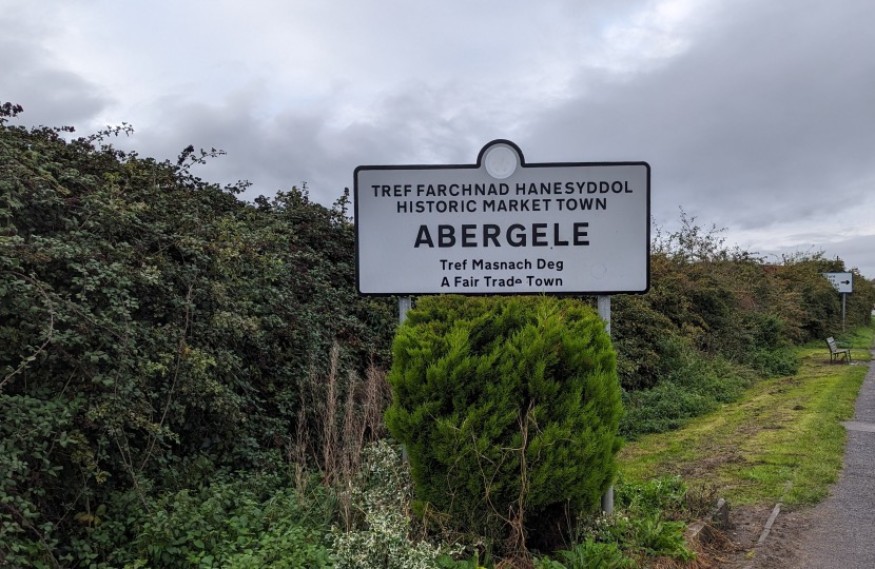 TREF FARCHNAD HANESYDDOL
HISTORIC MARKET TOWN
ABERGELE
Tref Masnach Deg
A Fair Trade Town